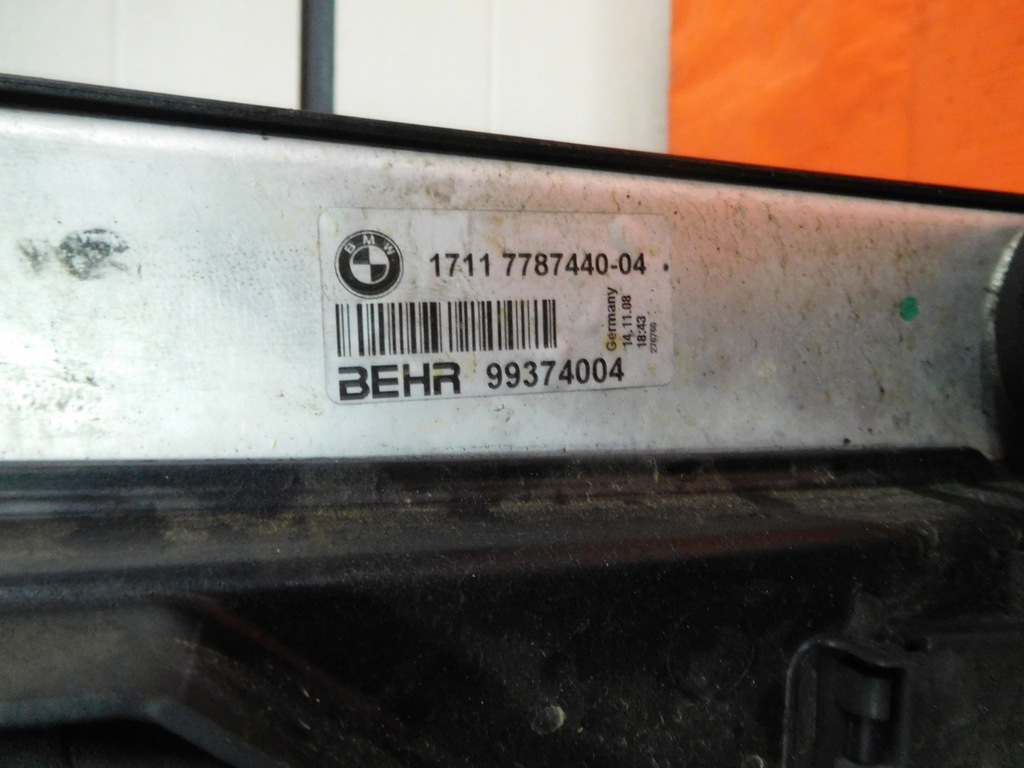 BMW
1711 7787440-04
Germany
14.11.08
18:43
276766
BEHR 99374004